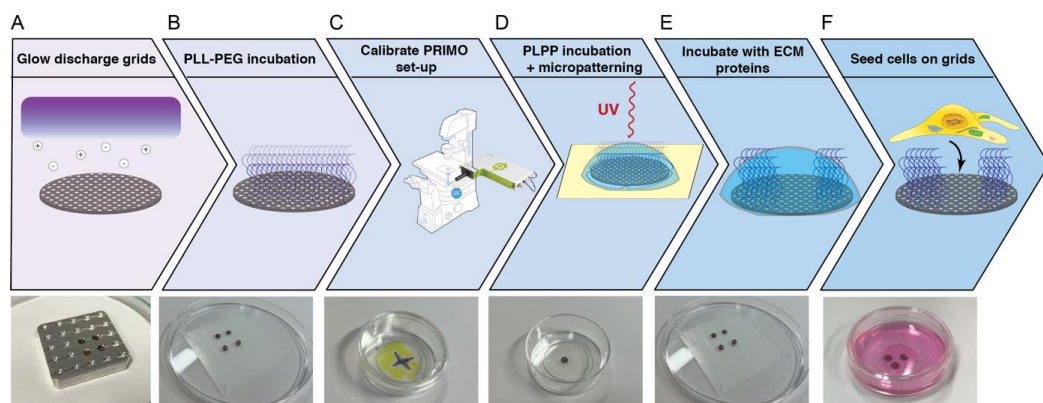 A
B
C
D
E
F
Glow discharge grids
PLL-PEG incubation
Calibrate PRIMO
set-up
PLPP incubation
+ micropatterning
Incubate with ECM
proteins
Seed cells on grids
UV